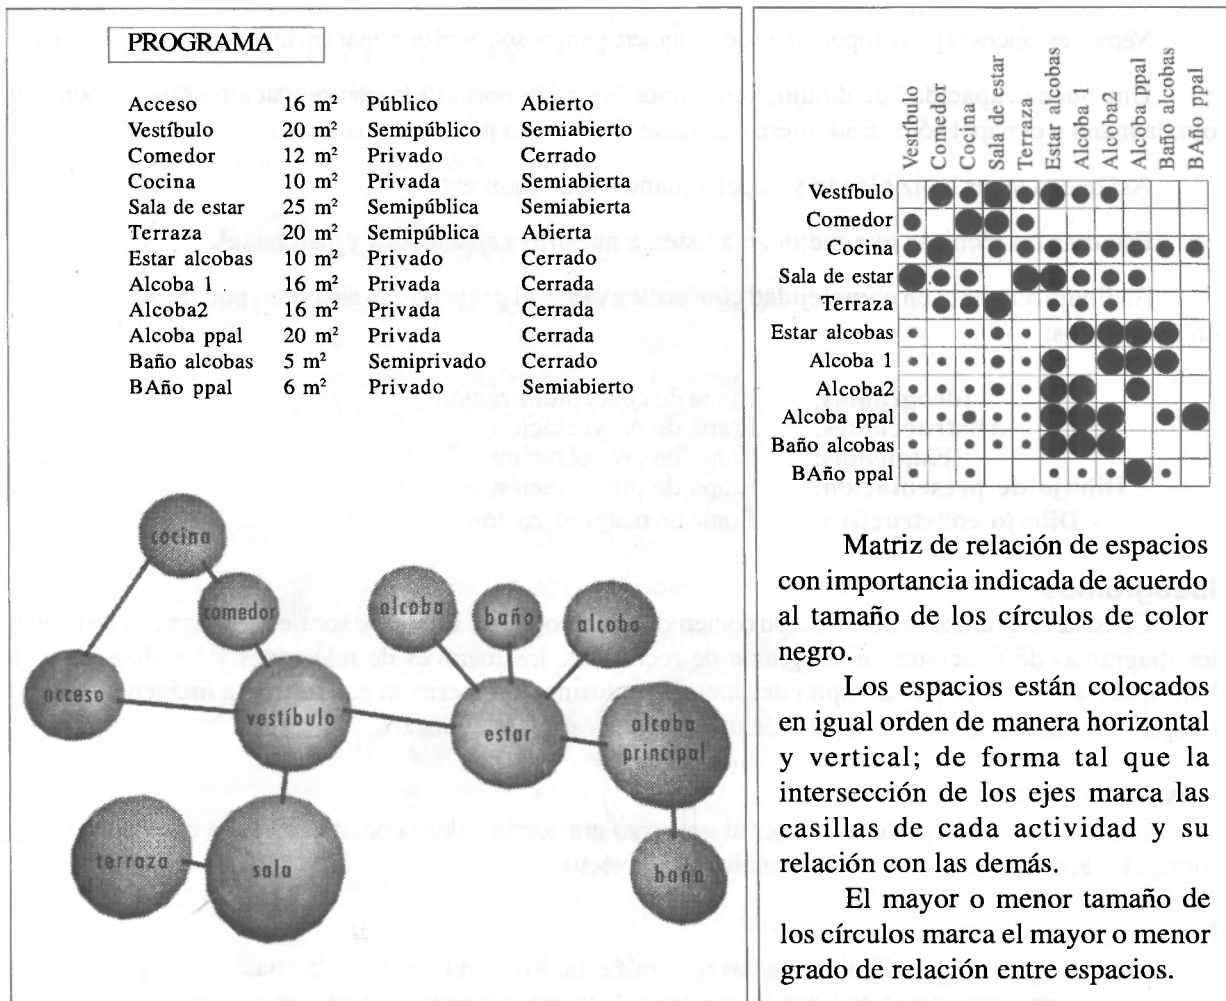 PROGRAMA
Acceso 16 m² Público Abierto
Vestíbulo 20 m² Semipúblico Semiabierto
Comedor 12 m² Privado Cerrado
Cocina 10 m² Privada Semiabierta
Sala de estar 25 m² Semipública Semiabierta
Terraza 20 m² Semipública Abierta
Estar alcobas 10 m² Privado Cerrado
Alcoba 1 16 m² Privada Cerrada
Alcoba2 16 m² Privada Cerrada
Alcoba ppal 20 m² Privada Cerrada
Baño alcobas 5 m² Semiprivado Cerrado
BAño ppal 6 m² Privado Semiabierto
cocina
comedor
acceso
vestíbulo
alcoba
baño
alcoba
estar
alcoba
principal
terraza
sala
baño
Vestíbulo
Comedor
Cocina
Sala de estar
Terraza
Estar alcobas
Alcoba 1
Alcoba2
Alcoba ppal
Baño alcobas
BAño ppal
Vestíbulo
Comedor
Cocina
Sala de estar
Terraza
Estar alcobas
Alcoba 1
Alcoba2
Alcoba ppal
Baño alcobas
BAño ppal
Matriz de relación de espacios
con importancia indicada de acuerdo
al tamaño de los círculos de color
negro.
Los espacios están colocados
en igual orden de manera horizontal
y vertical; de forma tal que la
intersección de los ejes marca las
casillas de cada actividad y su
relación con las demás.
El mayor o menor tamaño de
los círculos marca el mayor o menor
grado de relación entre espacios.